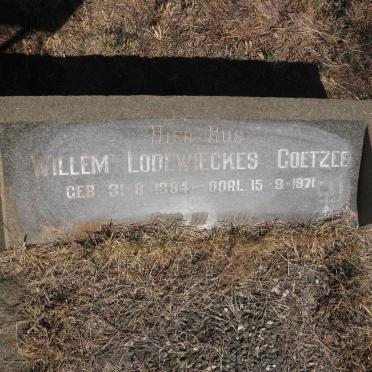 HIER RUS
WILLEM LODEWIECKES COETZEE
GEB 31-8-1894 - OORL 15-9-1971